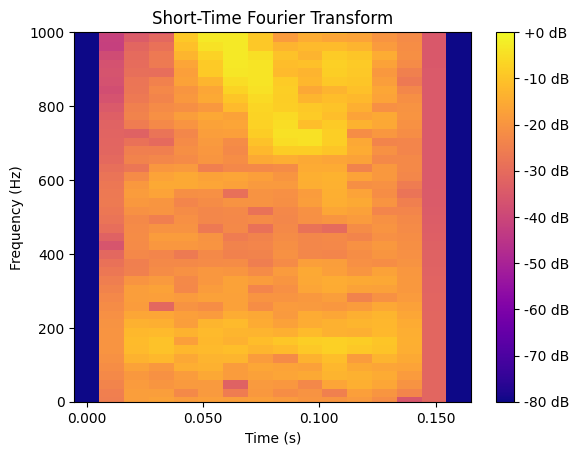 Short-Time Fourier Transform
1000
800
600
400
200
0
Frequency (Hz)
0.000
0.050
0.100
0.150
Time (s)
+0 dB
-10 dB
-20 dB
-30 dB
-40 dB
-50 dB
-60 dB
-70 dB
-80 dB